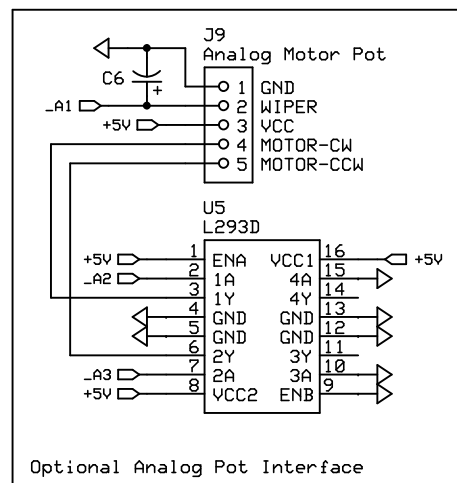 J9
Analog Motor Pot
C6
+
1 GND
_A1
2 WIPER
+5V
3 VCC
4 MOTOR-CW
5 MOTOR-CCW
U5
L293D
+5V 1 ENA VCC1 16 +5V
_A2 2 1A 4A 15
3 1Y 4Y 14
4 GND GND 13
5 GND GND 12
6 2Y 3Y 11
_A3 7 2A 3A 10
+5V 8 VCC2 ENB 9
Optional Analog Pot Interface